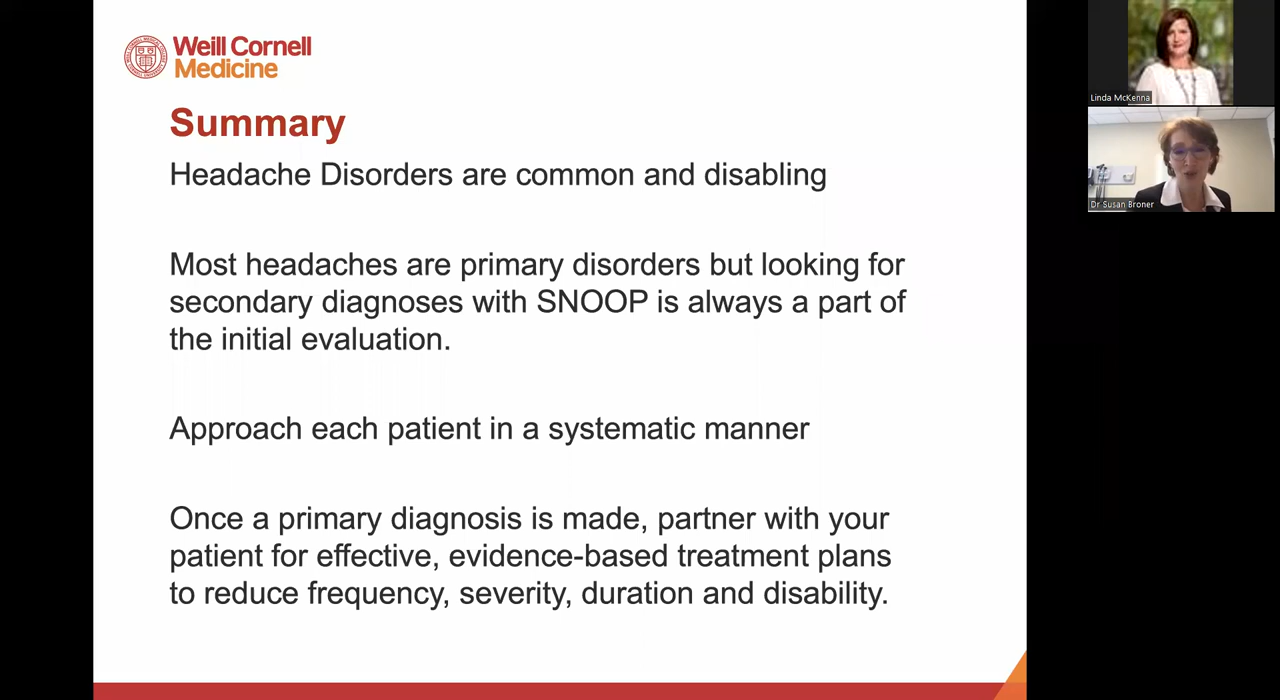 Weill Cornell
Medicine
Summary
Headache Disorders are common and disabling
Most headaches are primary disorders but looking for
secondary diagnoses with SNOOP is always a part of
the initial evaluation.
Approach each patient in a systematic manner
Once a primary diagnosis is made, partner with your
patient for effective, evidence-based treatment plans
to reduce frequency, severity, duration and disability.
Linda McKenna
Dr Susan Broner